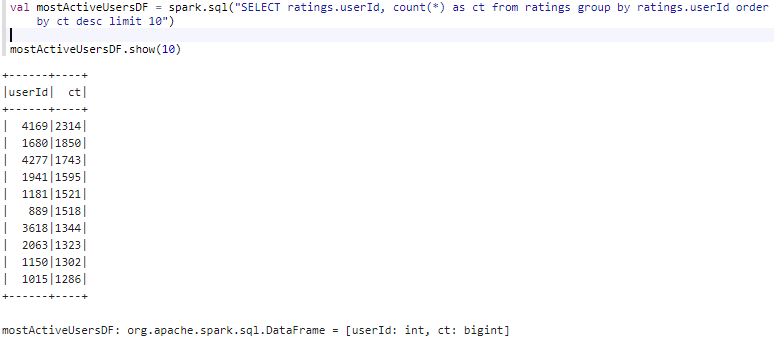 val mostActiveUsersDF = spark.sql("SELECT ratings.userId, count(*) as ct from ratings group by ratings.userId order
by ct desc limit 10")
mostActiveUsersDF.show(10)
+------+----+
|userId|  ct|
+------+----+
|  4169|2314|
|  1680|1850|
|  4277|1743|
|  1941|1595|
|  1181|1521|
|   889|1518|
|  3618|1344|
|  2063|1323|
|  1150|1302|
|  1015|1286|
+------+----+
mostActiveUsersDF: org.apache.spark.sql.DataFrame = [userId: int, ct: bigint]